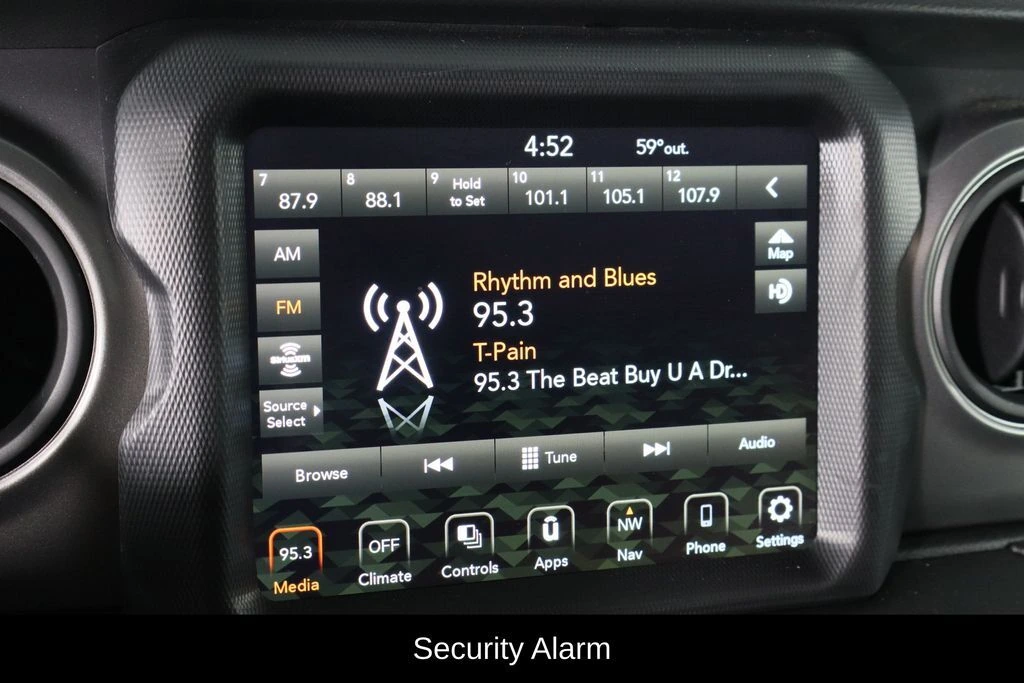 4:52 59°out.
7 87.9 8 88.1 9 Hold to Set 10 101.1 11 105.1 12 107.9
AM
Map
Rhythm and Blues
FM
95.3
SiriusXM
T-Pain
95.3 The Beat Buy U A Dr...
Source
Select
Browse Tune Audio
95.3 OFF NW
Media Climate Controls Apps Nav Phone Settings
Security Alarm